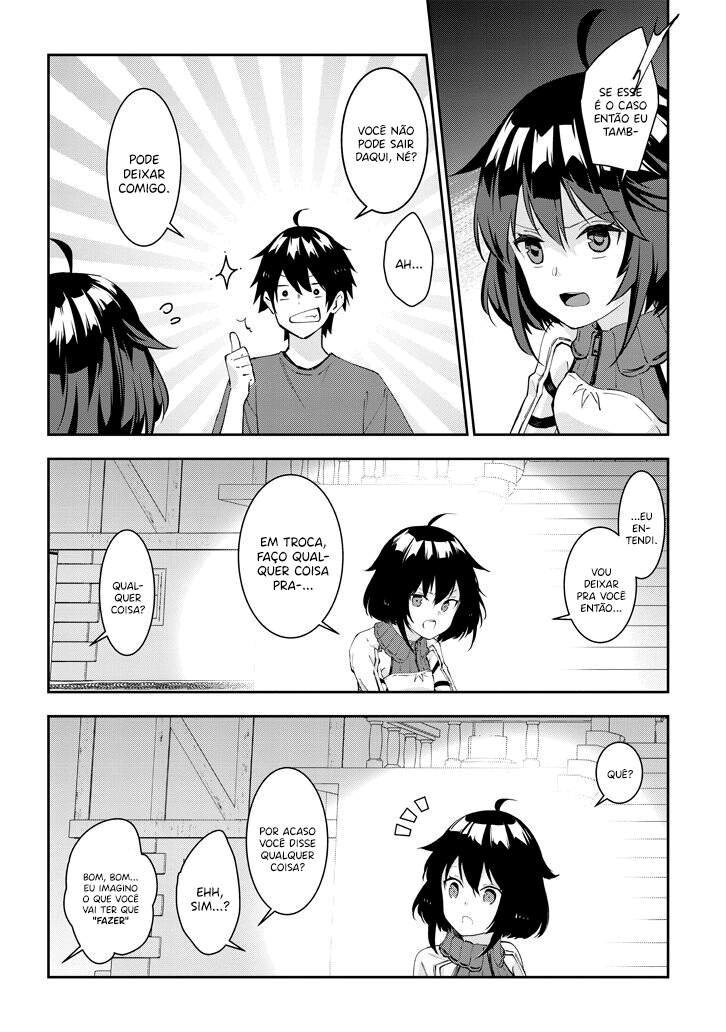 SE ESSE
É O CASO
ENTÃO EU
TAMB-
VOCÊ NÃO
PODE SAIR
DAQUI, NÉ?
AH...
PODE
DEIXAR
COMIGO.
...EU
EN-
TENDI.
VOU
DEIXAR
PRA VOCÊ
ENTÃO...
EM TROCA,
FAÇO QUAL-
QUER COISA
PRA-...
QUAL-
QUER
COISA?
QUÊ?
POR ACASO
VOCÊ DISSE
QUALQUER
COISA?
EHH,
SIM...?
BOM, BOM...
EU IMAGINO
O QUE VOCÊ
VAI TER QUE
"FAZER"